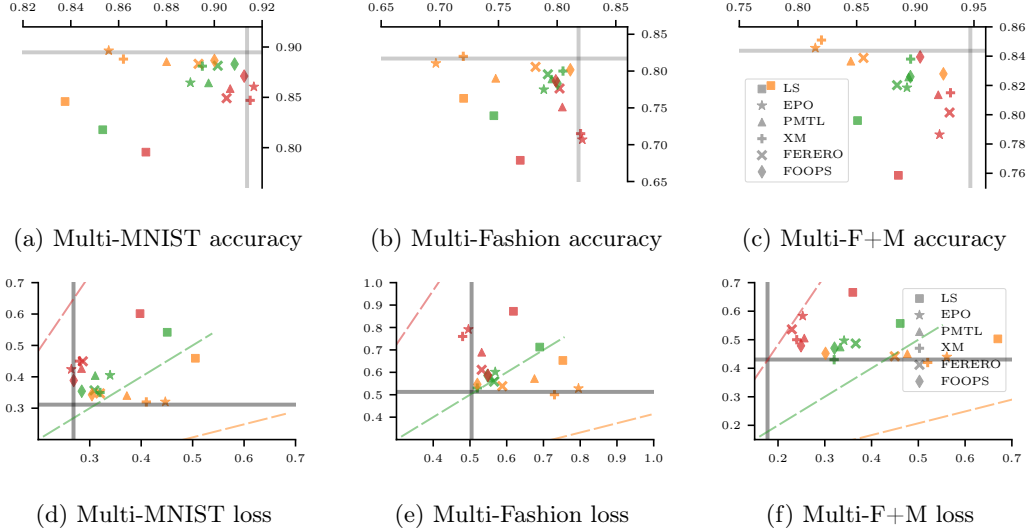 0.82 0.84 0.86 0.88 0.90 0.92
0.90
0.85
0.80
(a) Multi-MNIST accuracy
0.65 0.70 0.75 0.80 0.85
0.85
0.80
0.75
0.70
0.65
(b) Multi-Fashion accuracy
0.75 0.80 0.85 0.90 0.95
0.86
0.84
0.82
0.80
0.78
0.76
LS
EPO
PMTL
XM
FERERO
FOOPS
(c) Multi-F+M accuracy
0.7
0.6
0.5
0.4
0.3
0.3 0.4 0.5 0.6 0.7
(d) Multi-MNIST loss
1.0
0.9
0.8
0.7
0.6
0.5
0.4
0.3
0.4 0.5 0.6 0.7 0.8 0.9 1.0
(e) Multi-Fashion loss
0.7
0.6
0.5
0.4
0.3
0.2
0.2 0.3 0.4 0.5 0.6 0.7
LS
EPO
PMTL
XM
FERERO
FOOPS
(f) Multi-F+M loss